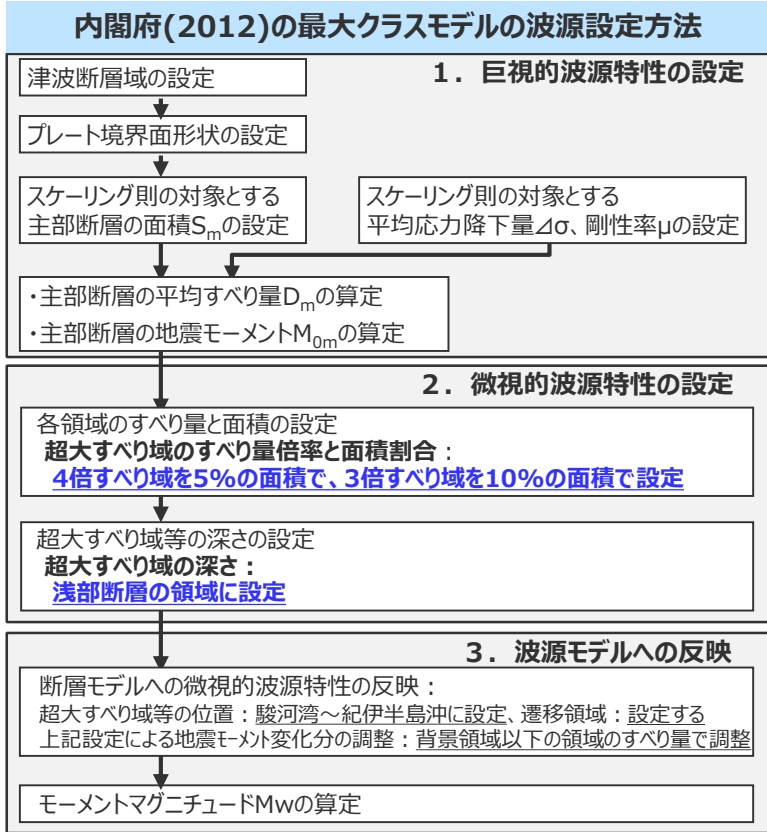 内閣府(2012)の最大クラスモデルの波源設定方法
1．巨視的波源特性の設定
津波断層域の設定
プレート境界面形状の設定
スケーリング則の対象とする
主部断層の面積Smの設定
スケーリング則の対象とする
平均応力降下量⊿σ、剛性率μの設定
・主部断層の平均すべり量Dmの算定
・主部断層の地震モーメントM0mの算定
2．微視的波源特性の設定
各領域のすべり量と面積の設定
超大すべり域のすべり量倍率と面積割合：
4倍すべり域を5%の面積で、3倍すべり域を10%の面積で設定
超大すべり域等の深さの設定
超大すべり域の深さ：
浅部断層の領域に設定
3．波源モデルへの反映
断層モデルへの微視的波源特性の反映：
超大すべり域等の位置：駿河湾～紀伊半島沖に設定、遷移領域：設定する
上記設定による地震ﾓｰﾒﾝﾄ変化分の調整：背景領域以下の領域のすべり量で調整
モーメントマグニチュードMwの算定